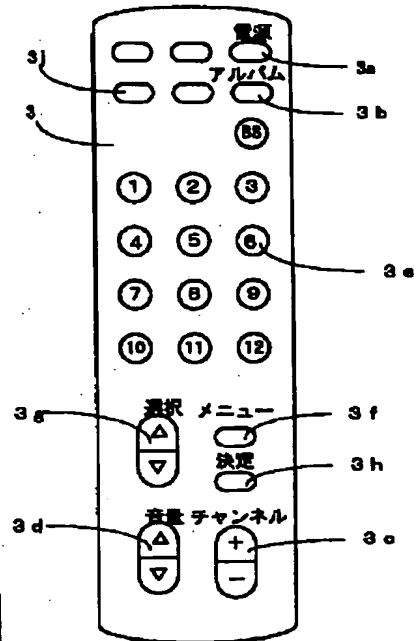 電源
3j 3a
アルバム
3 3b
BS
1 2 3
4 5 6
3e
7 8 9
10 11 12
選択 メニュー
3g 3f
決定
3h
音量 チャンネル
3d + 3c
-